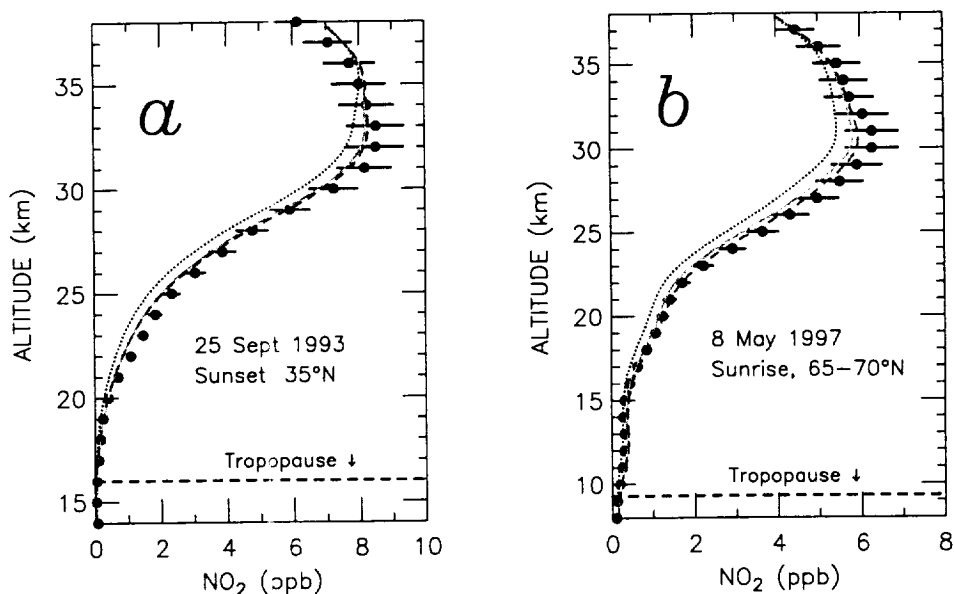 a
ALTITUDE (km)
35
30
25
20
15
25 Sept 1993
Sunset 35°N
Tropopause ↓
0 2 4 6 8 10
NO2 (ppb)
b
ALTITUDE (km)
35
30
25
20
15
10
8 May 1997
Sunrise, 65–70°N
Tropopause ↓
0 2 4 6 8
NO2 (ppb)